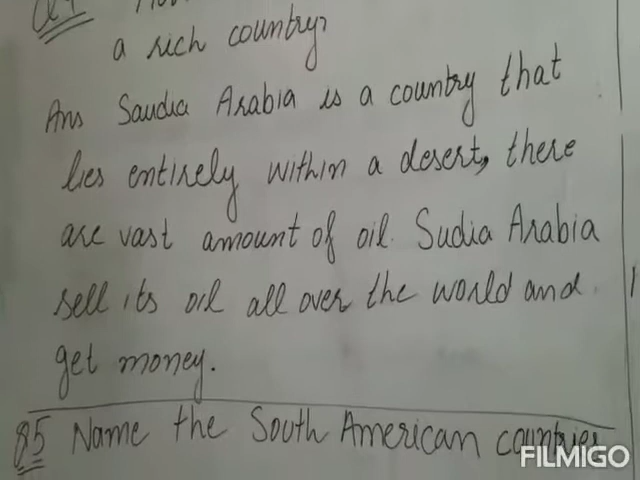 a rich country?
Ans Saudia Arabia is a country that
lies entirely within a desert, there
are vast amount of oil. Sudia Arabia
sell its oil all over the world and
get money.
Q5 Name the South American countries
FILMIGO